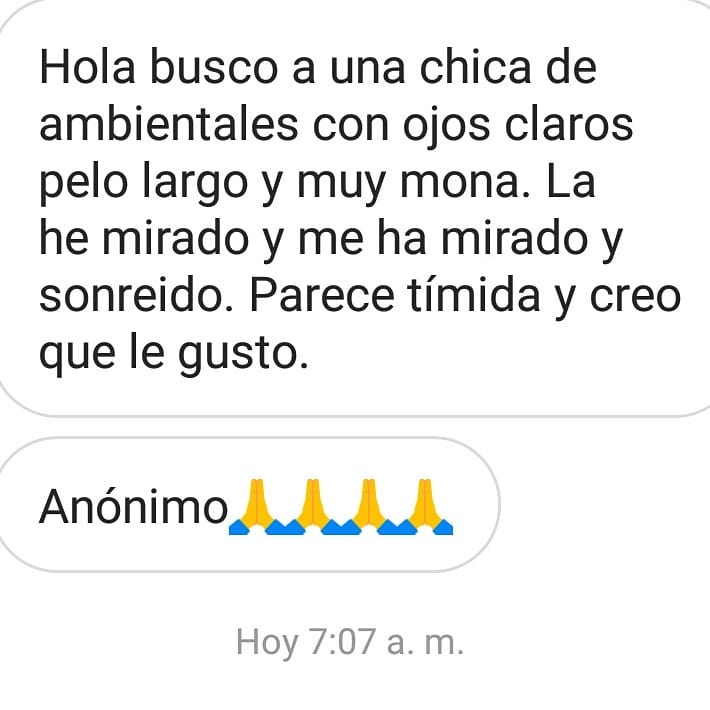 Hola busco a una chica de
ambientales con ojos claros
pelo largo y muy mona. La
he mirado y me ha mirado y
sonreido. Parece tímida y creo
que le gusto.
Anónimo🙏🙏🙏🙏
Hoy 7:07 a. m.